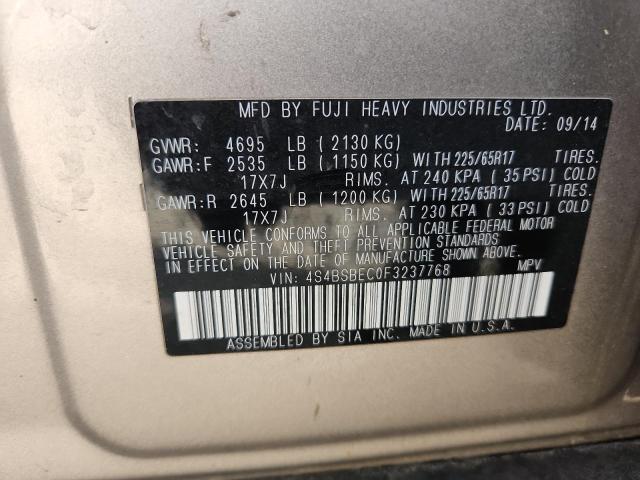 MFD BY FUJI HEAVY INDUSTRIES LTD.
DATE: 09/14
GVWR: 4695 LB ( 2130 KG)
GAWR:F 2535 LB ( 1150 KG) WITH 225/65R17 TIRES.
17X7J RIMS. AT 240 KPA ( 35 PSI) COLD
GAWR:R 2645 LB ( 1200 KG) WITH 225/65R17 TIRES.
17X7J RIMS. AT 230 KPA ( 33 PSI) COLD
THIS VEHICLE CONFORMS TO ALL APPLICABLE FEDERAL MOTOR
VEHICLE SAFETY AND THEFT PREVENTION STANDARDS
IN EFFECT ON THE DATE OF MANUFACTURE SHOWN ABOVE.
VIN: 4S4BSBEC0F3237768 MPV
ASSEMBLED BY SIA INC. MADE IN U.S.A.